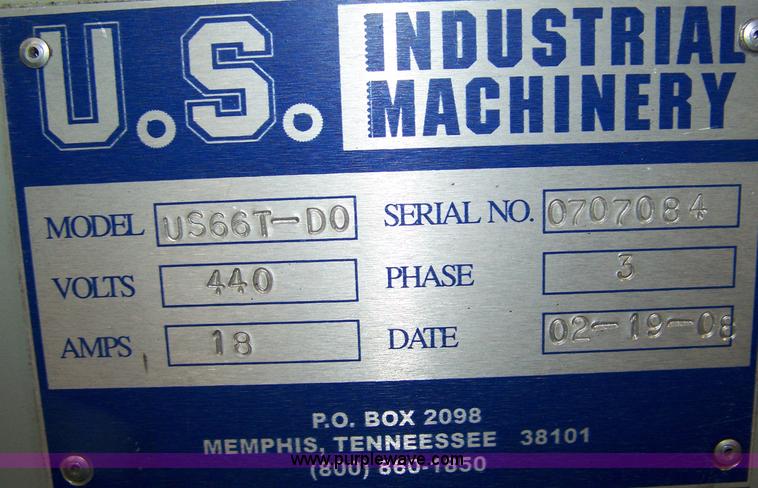 U.S. INDUSTRIAL
MACHINERY
MODEL US66T-DO SERIAL NO. 0707084
VOLTS 440 PHASE 3
AMPS 18 DATE 02-19-08
P.O. BOX 2098
MEMPHIS, TENNEESSEE 38101
www.purplewave.com
(800) 860-1850